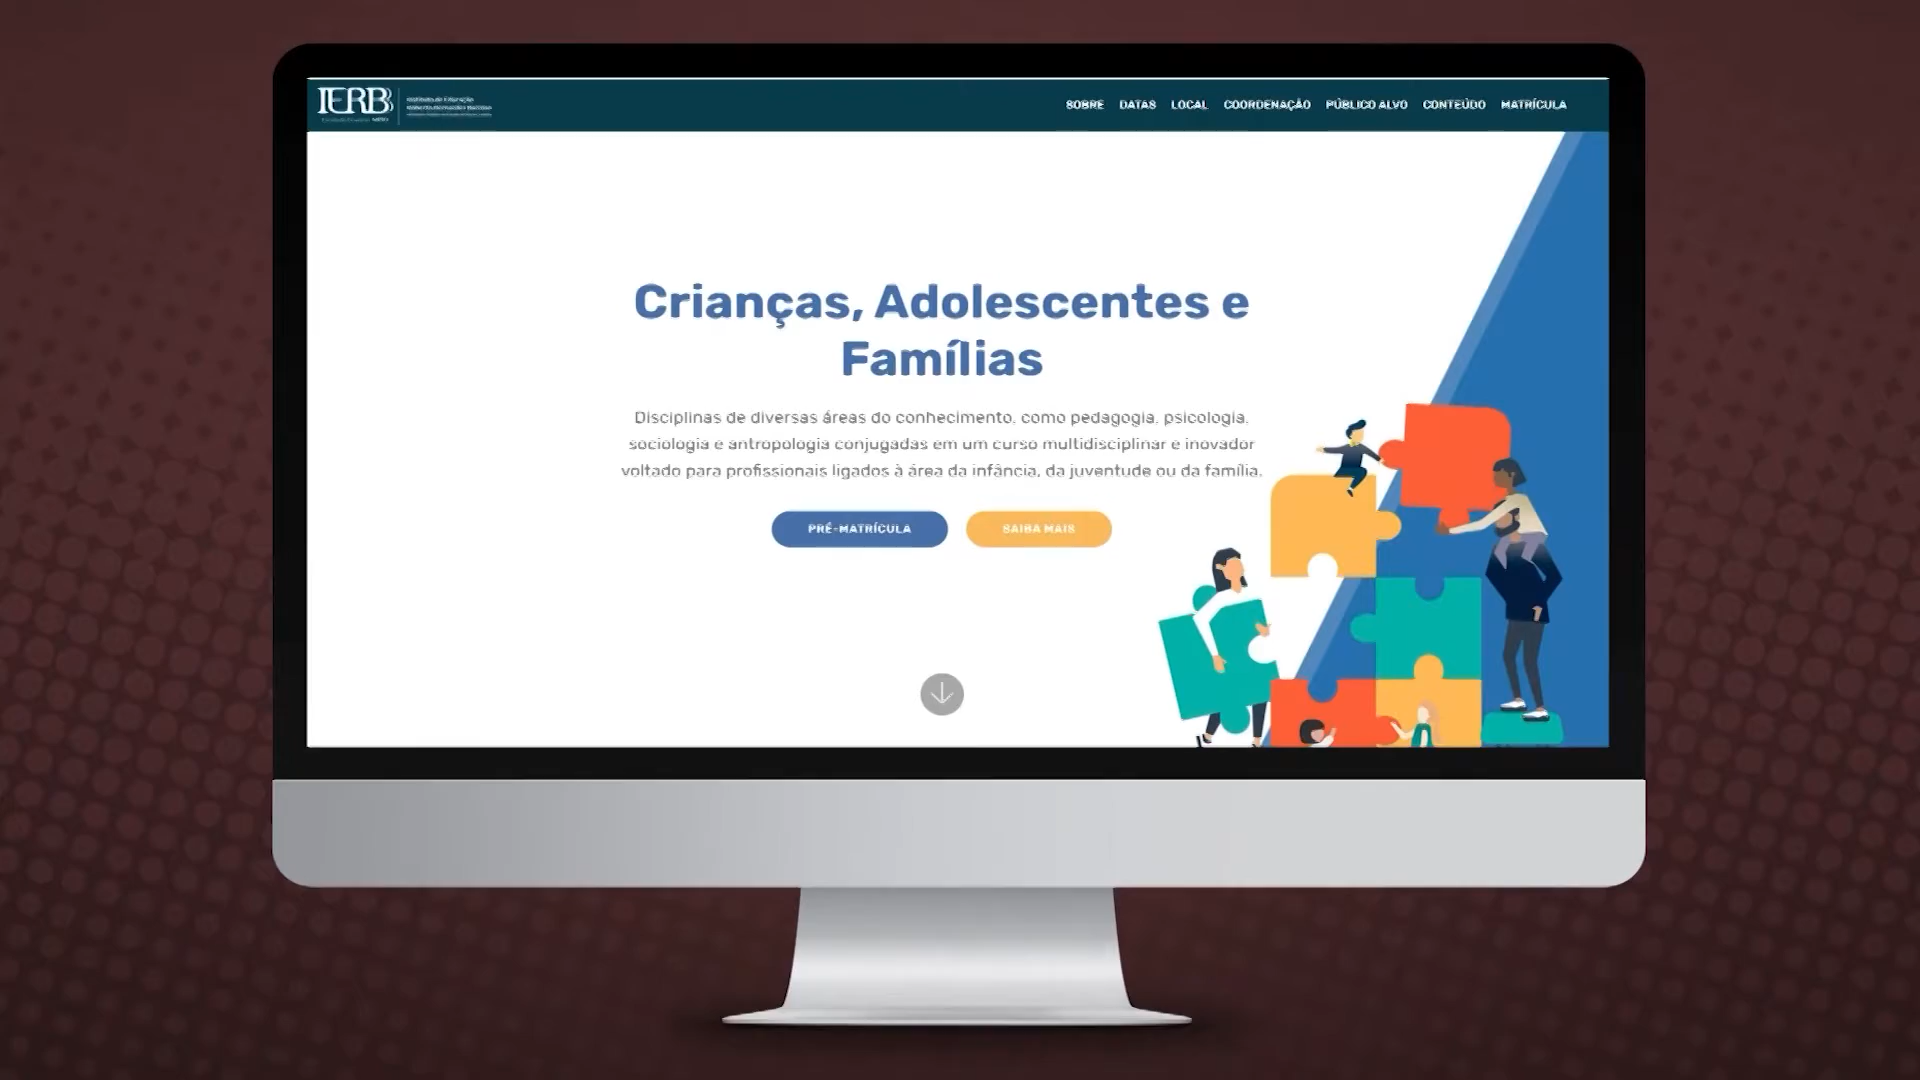 IERBB
SOBRE DATAS LOCAL COORDENAÇÃO PÚBLICO ALVO CONTEÚDO MATRÍCULA
Crianças, Adolescentes e
Famílias
Disciplinas de diversas áreas do conhecimento, como pedagogia, psicologia,
sociologia e antropologia conjugadas em um curso multidisciplinar e inovador
voltado para profissionais ligados à área da infância, da juventude ou da família.
PRÉ-MATRÍCULA SAIBA MAIS